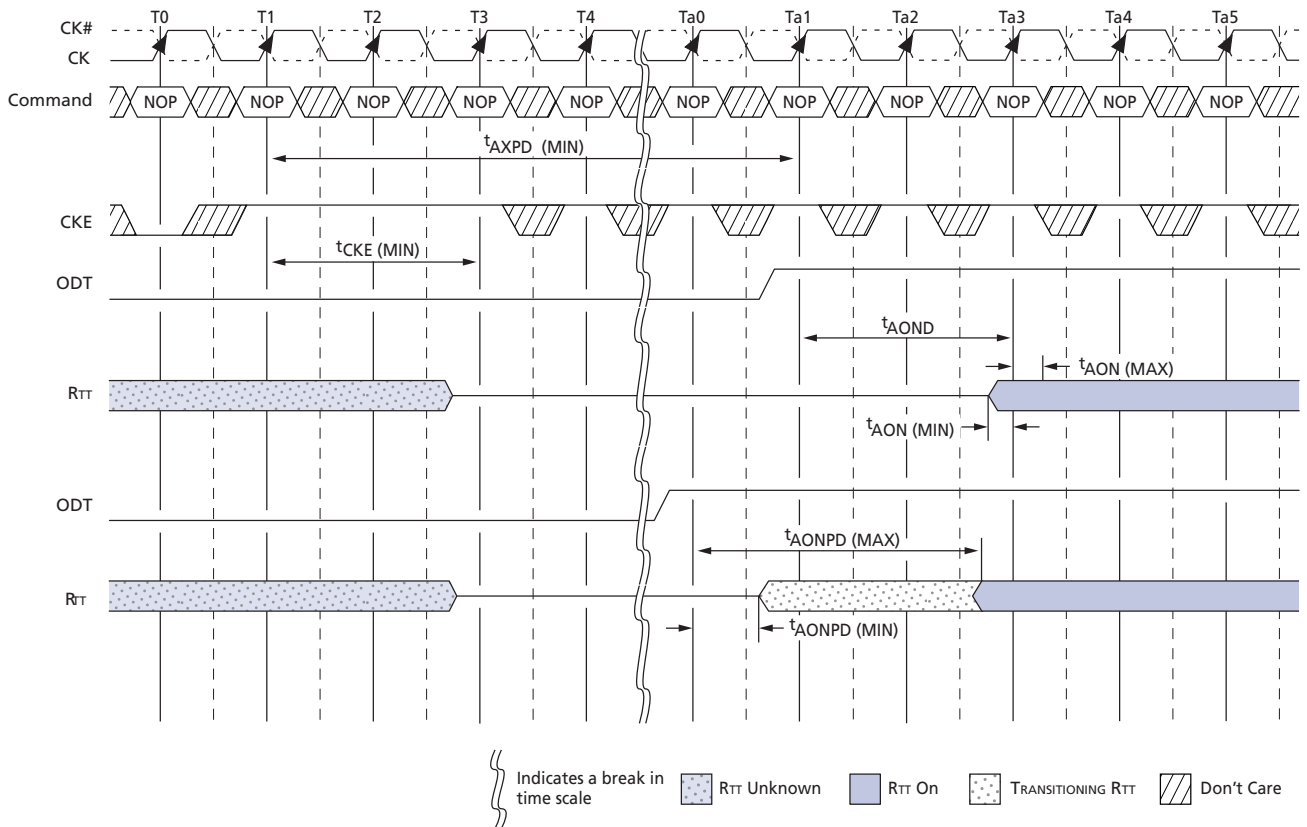 T0 T1 T2 T3 T4 Ta0 Ta1 Ta2 Ta3 Ta4 Ta5
CK#
CK
Command NOP NOP NOP NOP NOP NOP NOP NOP NOP NOP NOP
tAXPD (MIN)
CKE
tCKE (MIN)
ODT
tAOND
tAON (MAX)
RTT
tAON (MIN)
ODT
tAONPD (MAX)
RTT
tAONPD (MIN)
Indicates a break in
time scale
RTT Unknown RTT On TRANSITIONING RTT Don't Care